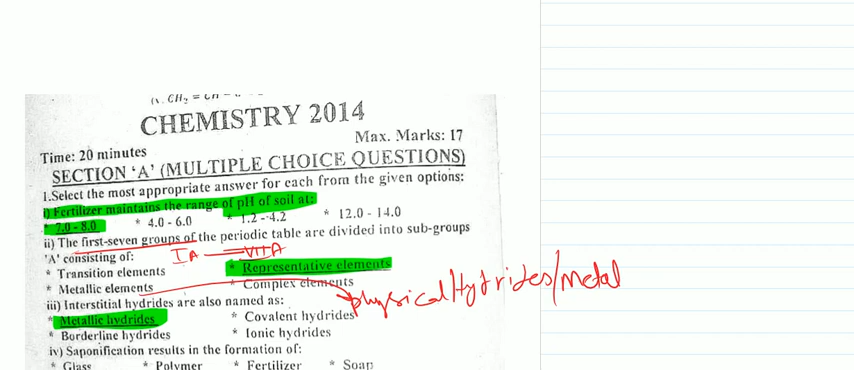 CHEMISTRY 2014
Max. Marks: 17
Time: 20 minutes
SECTION 'A' (MULTIPLE CHOICE QUESTIONS)
1.Select the most appropriate answer for each from the given options:
i) Fertilizer maintains the range of pH of soil at:
* 7.0 - 8.0 * 4.0 - 6.0 * 1.2 - 4.2 * 12.0 - 14.0
ii) The first-seven groups of the periodic table are divided into sub-groups
'A' consisting of: IA — VIIA
* Transition elements * Representative elements
* Metallic elements * Complex elements
physical/Hydrides/metal
iii) Interstitial hydrides are also named as:
* Metallic hydrides * Covalent hydrides
* Borderline hydrides * Ionic hydrides
iv) Saponification results in the formation of:
* Glass * Polymer * Fertilizer * Soap